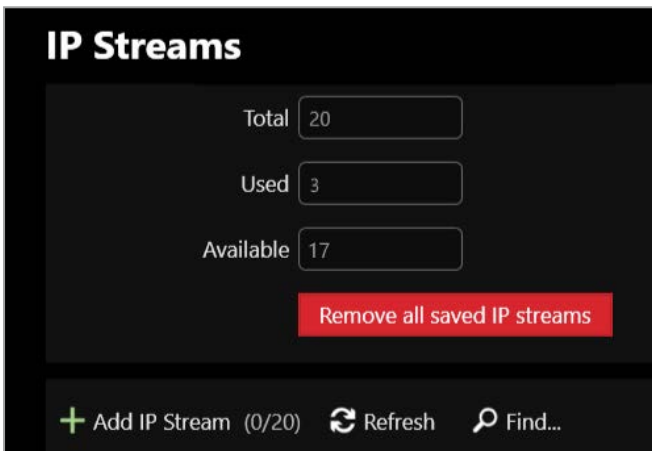 IP Streams
Total 20
Used 3
Available 17
Remove all saved IP streams
Add IP Stream (0/20) Refresh Find...